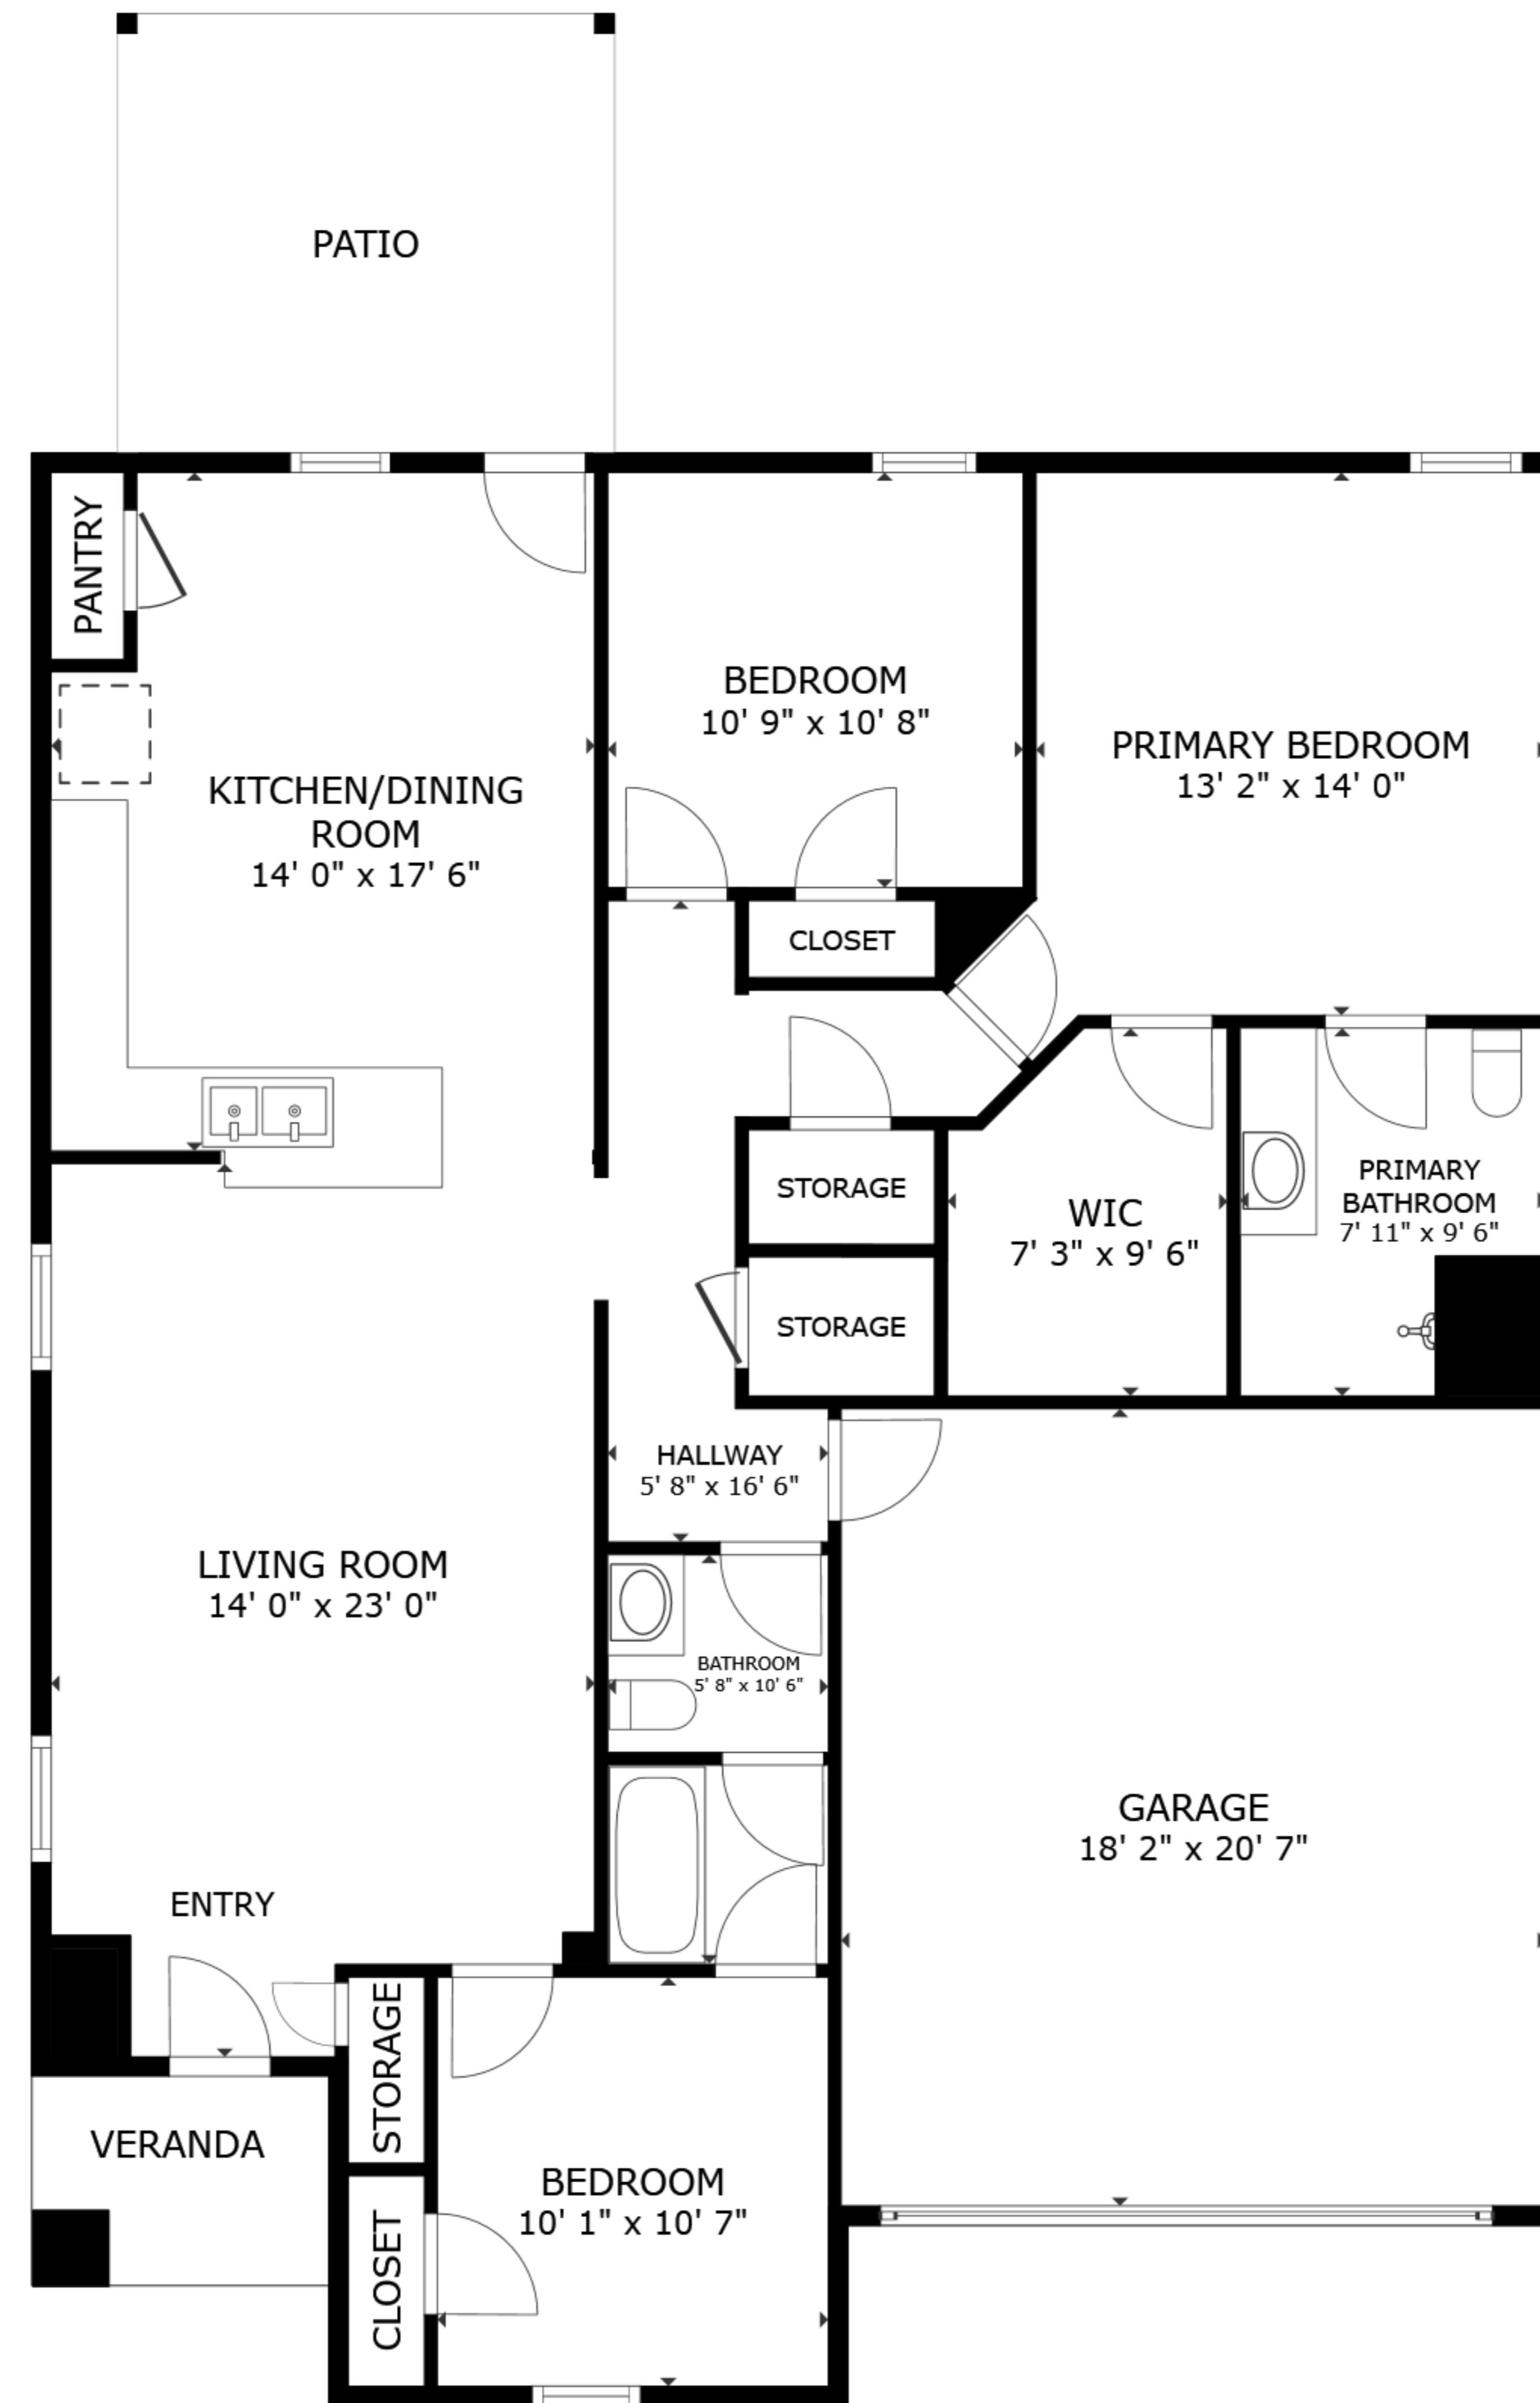 PATIO
PANTRY
BEDROOM
10' 9" x 10' 8"
PRIMARY BEDROOM
13' 2" x 14' 0"
KITCHEN/DINING
ROOM
14' 0" x 17' 6"
CLOSET
STORAGE
PRIMARY
BATHROOM
7' 11" x 9' 6"
WIC
7' 3" x 9' 6"
STORAGE
HALLWAY
5' 8" x 16' 6"
LIVING ROOM
14' 0" x 23' 0"
BATHROOM
5' 8" x 10' 6"
GARAGE
18' 2" x 20' 7"
ENTRY
STORAGE
VERANDA
BEDROOM
10' 1" x 10' 7"
CLOSET